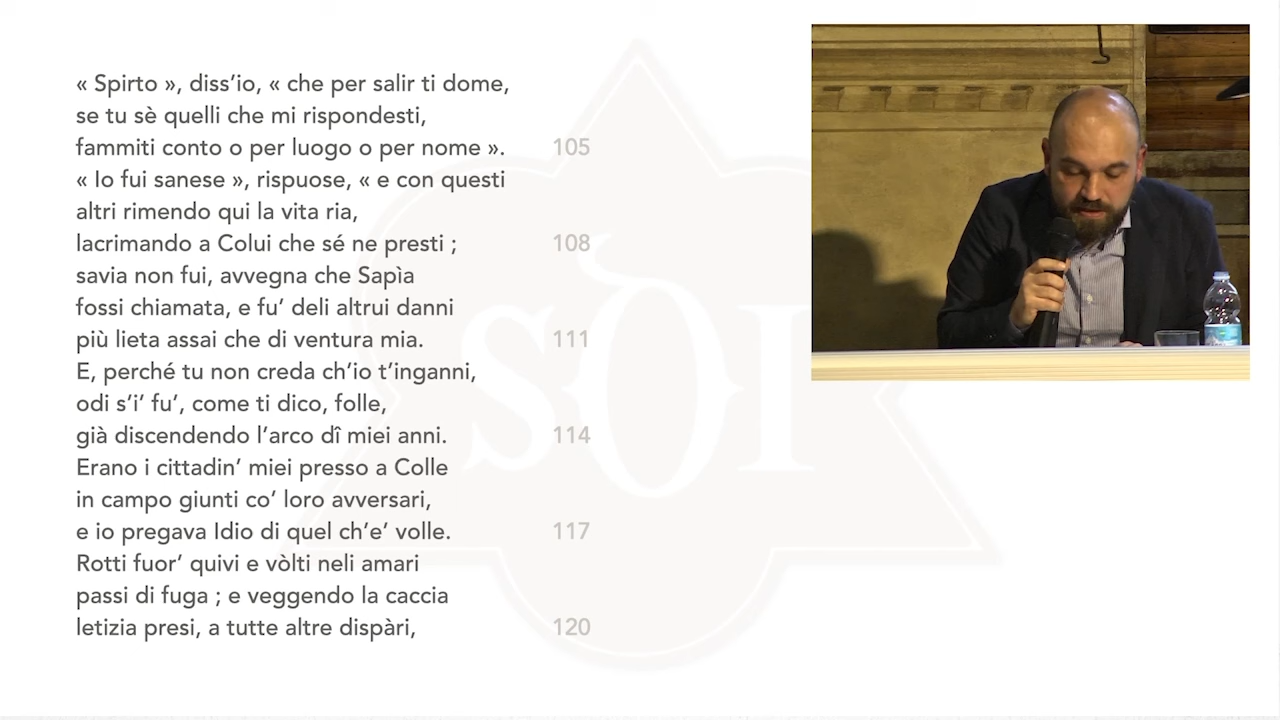 « Spirto », diss’io, « che per salir ti dome,
se tu sè quelli che mi rispondesti,
fammiti conto o per luogo o per nome ».
105
« Io fui sanese », rispuose, « e con questi
altri rimendo qui la vita ria,
lacrimando a Colui che sé ne presti ;
108
savia non fui, avvegna che Sapìa
fossi chiamata, e fu’ deli altrui danni
più lieta assai che di ventura mia.
111
E, perché tu non creda ch’io t’inganni,
odi s’i’ fu’, come ti dico, folle,
già discendendo l’arco dî miei anni.
114
Erano i cittadin’ miei presso a Colle
in campo giunti co’ loro avversari,
e io pregava Idio di quel ch’e’ volle.
117
Rotti fuor’ quivi e vòlti neli amari
passi di fuga ; e veggendo la caccia
letizia presi, a tutte altre dispàri,
120
SÒI